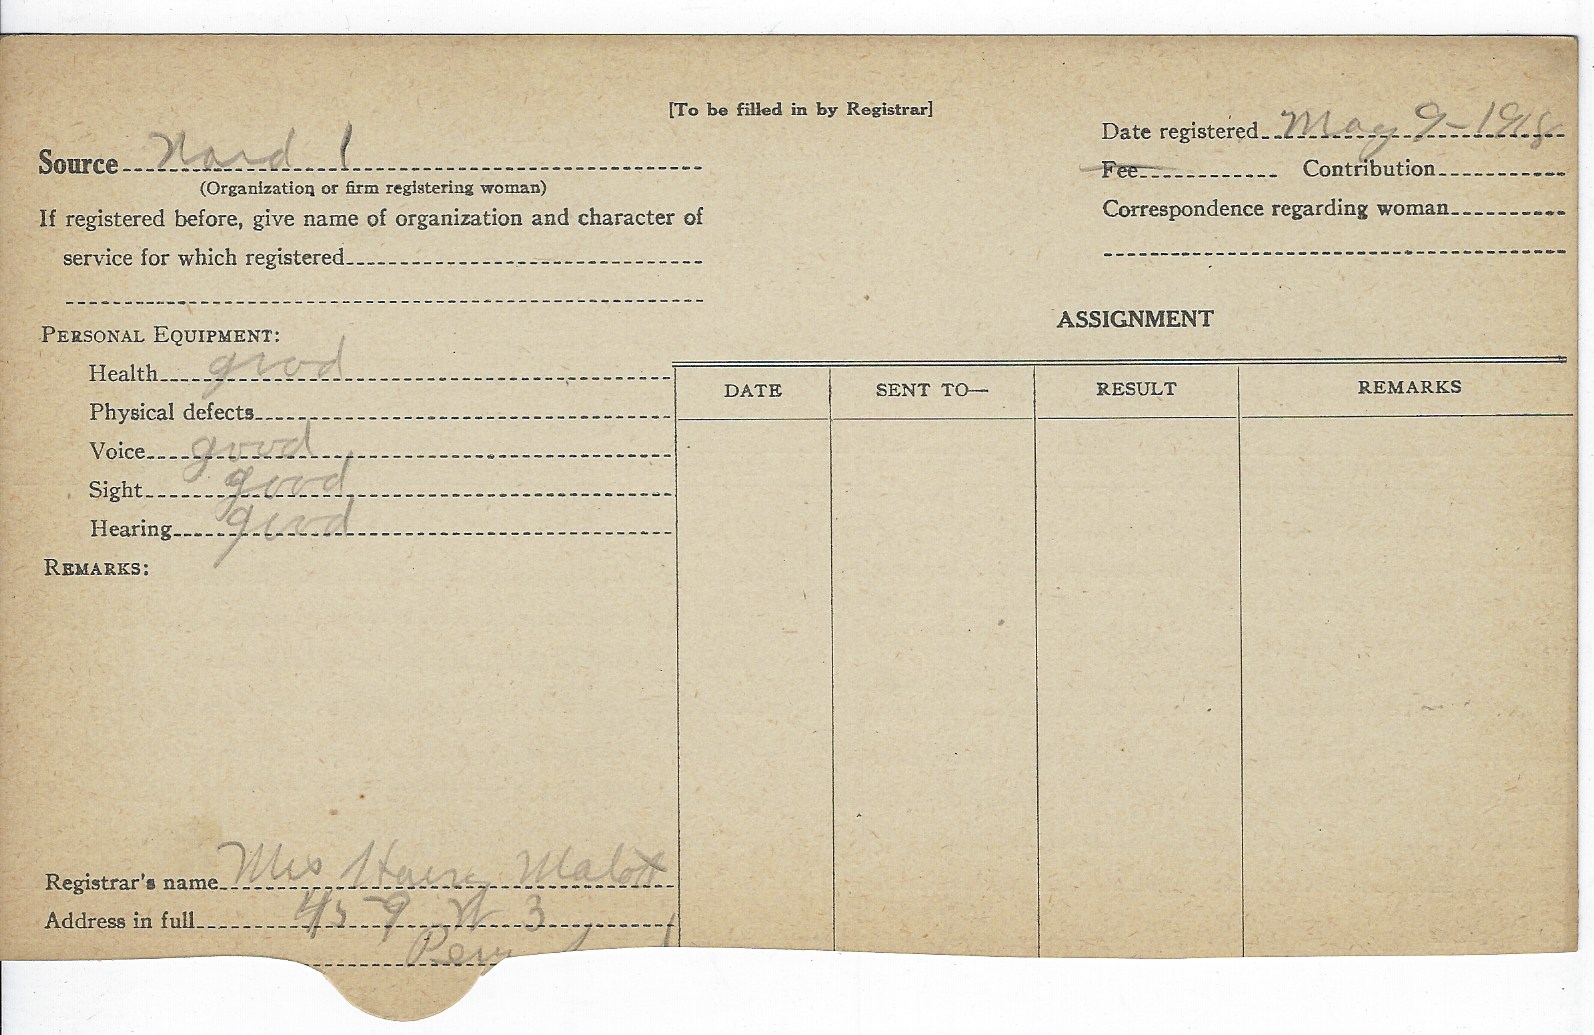 [To be filled in by Registrar]
Date registered May 9-1918
Source Ward 1
(Organization or firm registering woman)
Fee Contribution
If registered before, give name of organization and character of
service for which registered
Correspondence regarding woman
ASSIGNMENT
PERSONAL EQUIPMENT:
Health good
Physical defects
Voice good
Sight good
Hearing good
DATE SENT TO— RESULT REMARKS
REMARKS:
Registrar's name Mrs Harry Malott
Address in full 459 W 3